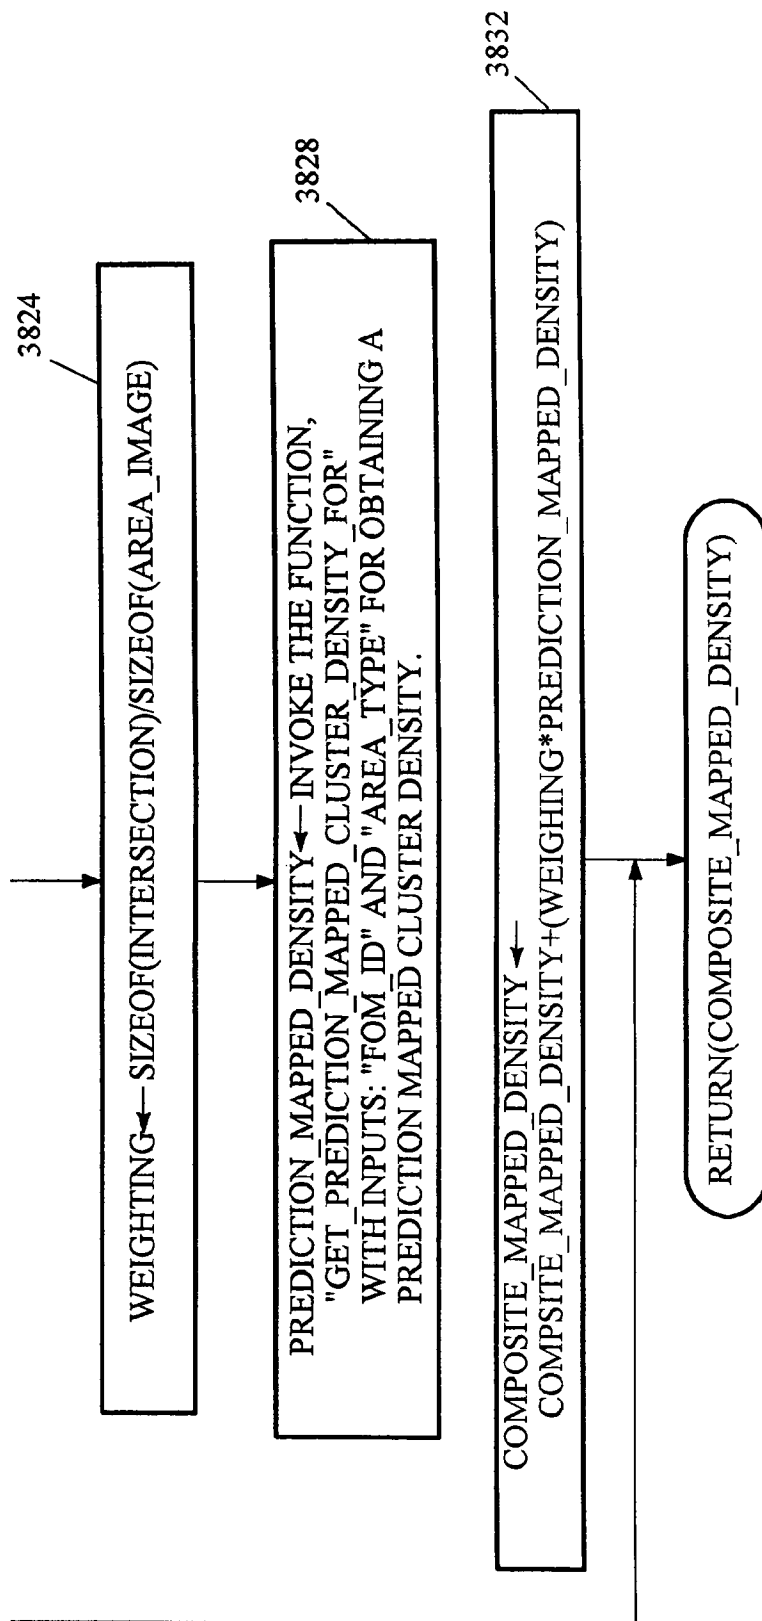 3824
WEIGHTING ← SIZEOF(INTERSECTION)/SIZEOF(AREA_IMAGE)
3828
PREDICTION_MAPPED_DENSITY ← INVOKE THE FUNCTION,
"GET_PREDICTION_MAPPED_CLUSTER_DENSITY_FOR"
WITH INPUTS: "FOM_ID" AND "AREA_TYPE" FOR OBTAINING A
PREDICTION MAPPED CLUSTER DENSITY.
3832
COMPOSITE_MAPPED_DENSITY ←
COMPSITE_MAPPED_DENSITY+(WEIGHING*PREDICTION_MAPPED_DENSITY)
RETURN(COMPOSITE_MAPPED_DENSITY)